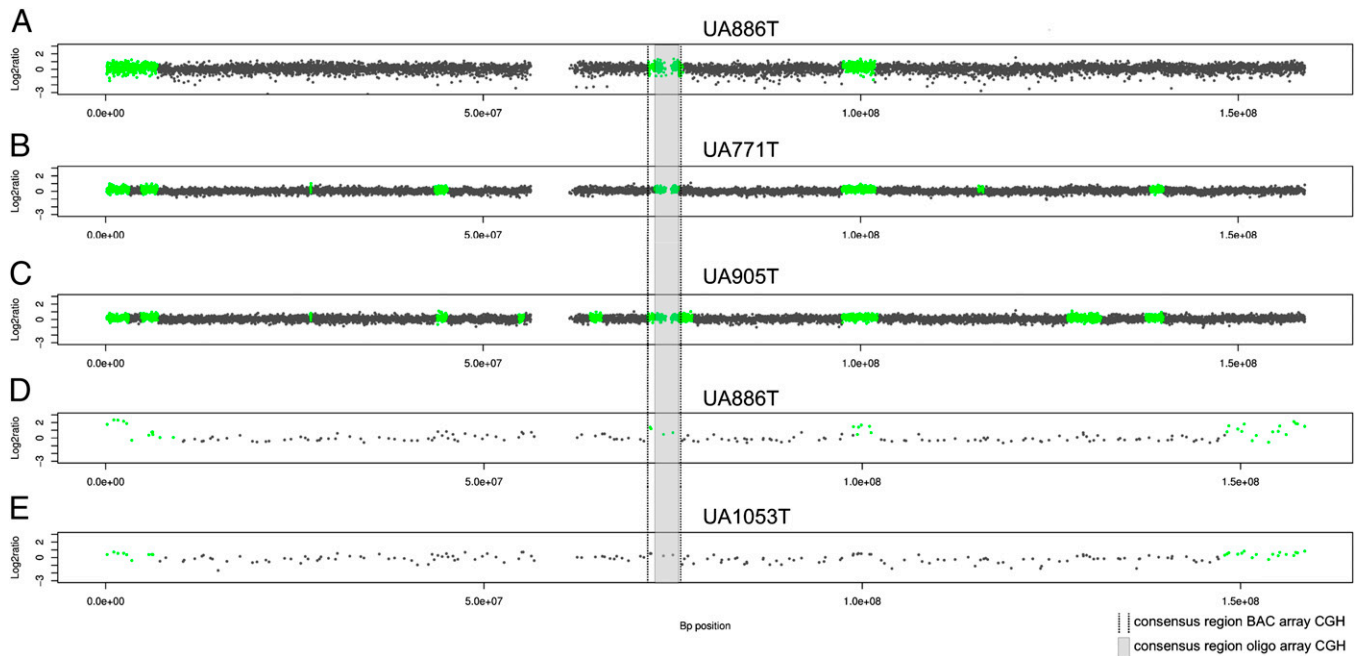 A
UA886T
Log2ratio
2
0
−3
0.0e+00 5.0e+07 1.0e+08 1.5e+08
B
UA771T
Log2ratio
2
0
−3
0.0e+00 5.0e+07 1.0e+08 1.5e+08
C
UA905T
Log2ratio
2
0
−3
0.0e+00 5.0e+07 1.0e+08 1.5e+08
D
UA886T
Log2ratio
2
0
−3
0.0e+00 5.0e+07 1.0e+08 1.5e+08
E
UA1053T
Log2ratio
2
0
−3
0.0e+00 5.0e+07 1.0e+08 1.5e+08
Bp position
consensus region BAC array CGH
consensus region oligo array CGH